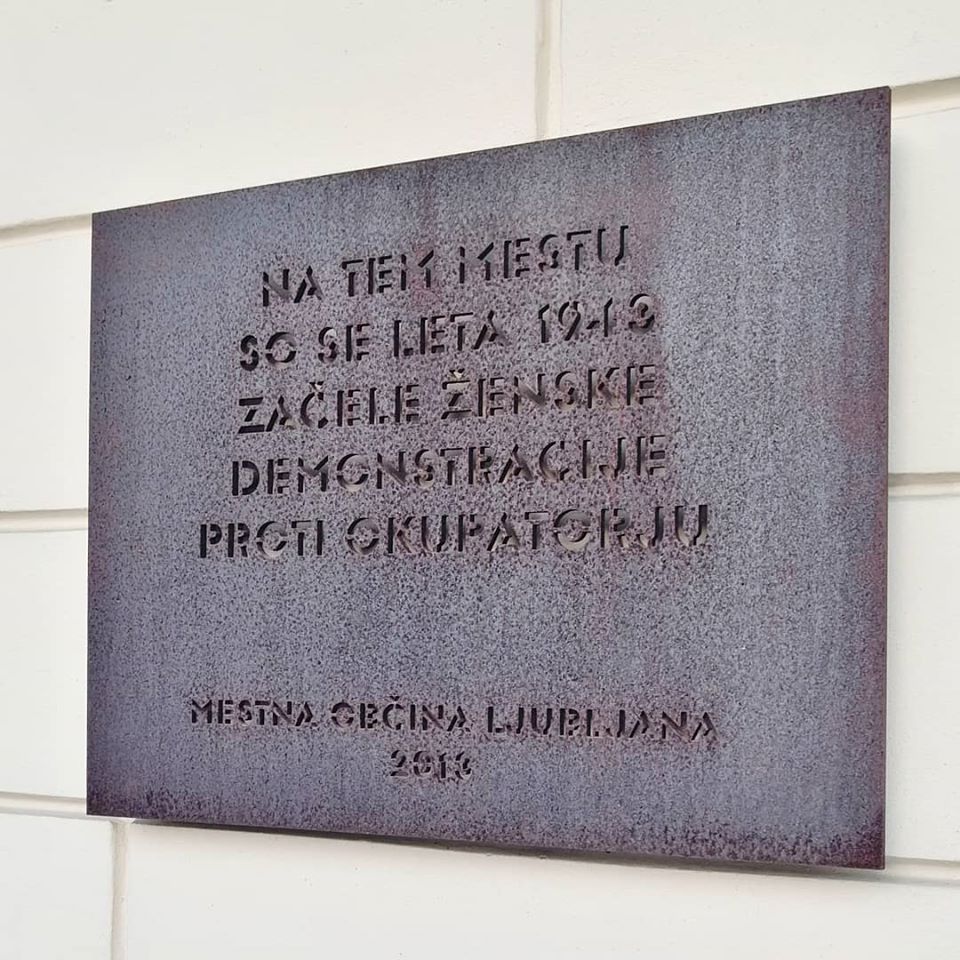 NA TEM MESTU
SO SE LETA 1943
ZAČELE ŽENSKE
DEMONSTRACIJE
PROTI OKUPATORJU
MESTNA OBČINA LJUBLJANA
2013